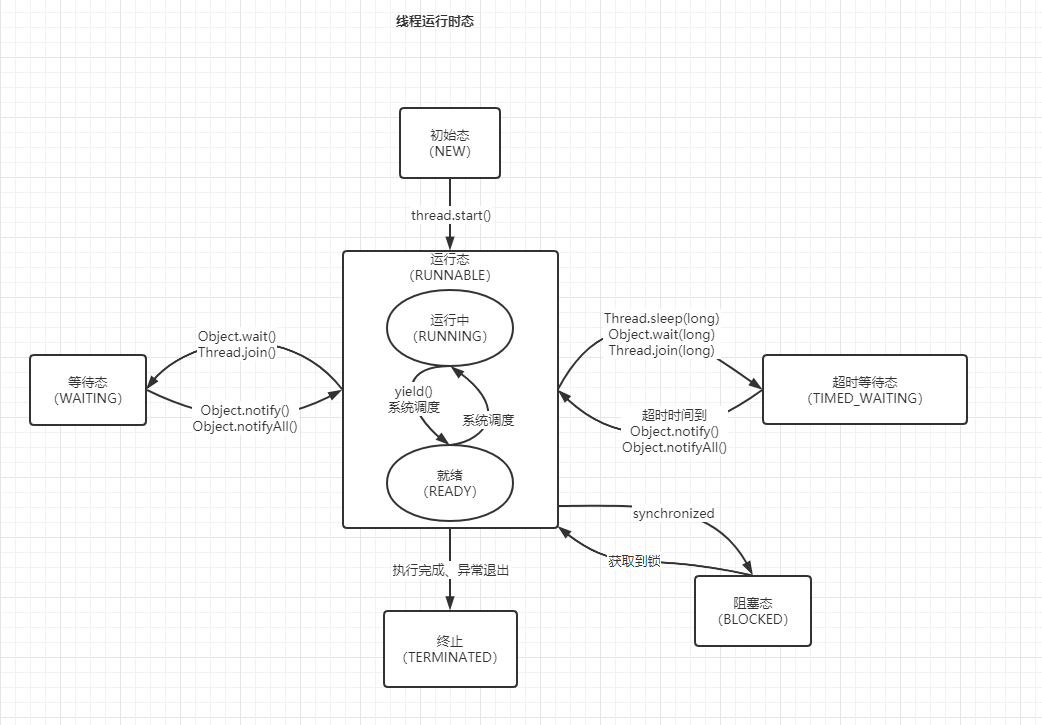 线程运行时态
初始态
(NEW)
thread.start()
运行态
(RUNNABLE)
运行中
(RUNNING)
yield()
系统调度
系统调度
就绪
(READY)
Object.wait()
Thread.join()
等待态
(WAITING)
Object.notify()
Object.notifyAll()
Thread.sleep(long)
Object.wait(long)
Thread.join(long)
超时等待态
(TIMED_WAITING)
超时时间到
Object.notify()
Object.notifyAll()
synchronized
获取到锁
阻塞态
(BLOCKED)
执行完成、异常退出
终止
(TERMINATED)